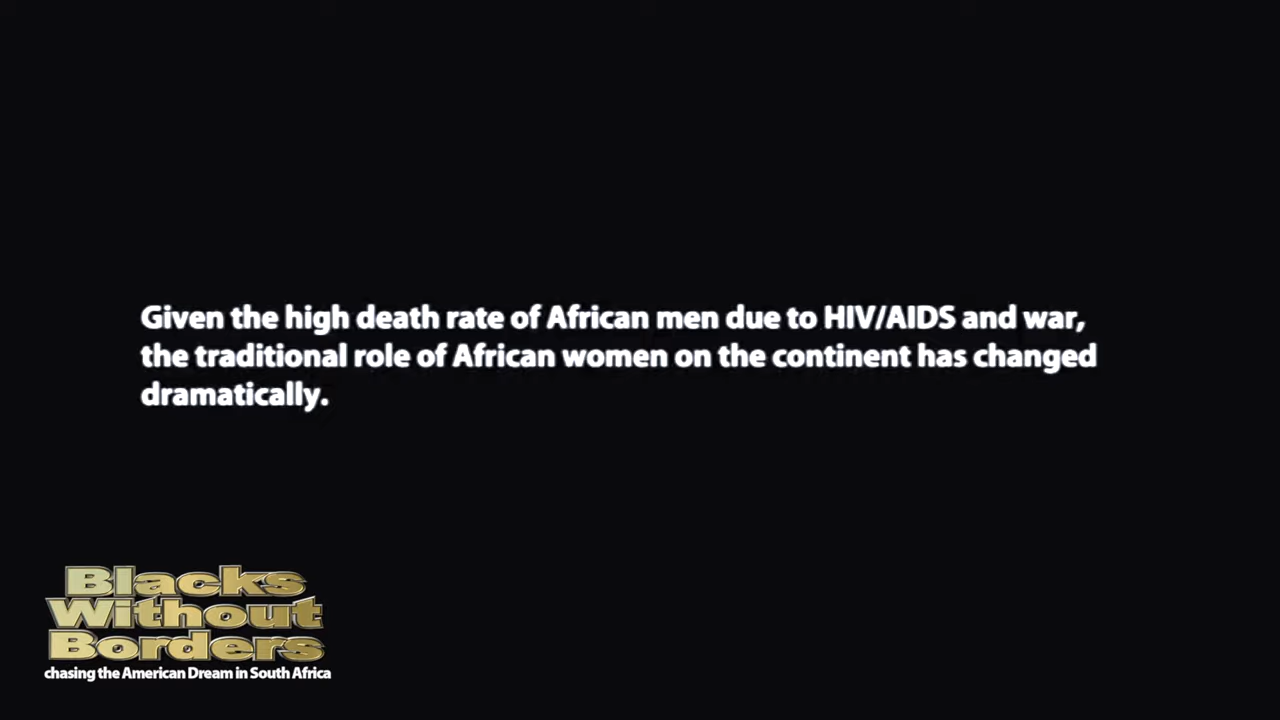 Given the high death rate of African men due to HIV/AIDS and war,
the traditional role of African women on the continent has changed
dramatically.
Blacks
Without
Borders
chasing the American Dream in South Africa